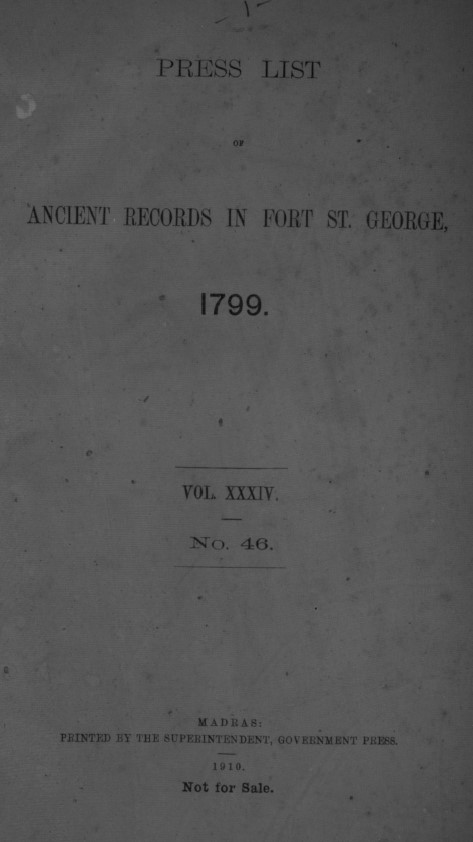 PRESS LIST
OF
ANCIENT RECORDS IN FORT ST. GEORGE,
1799.
VOL. XXXIV.
No. 46.
MADRAS:
PRINTED BY THE SUPERINTENDENT, GOVERNMENT PRESS.
1919.
Not for Sale.